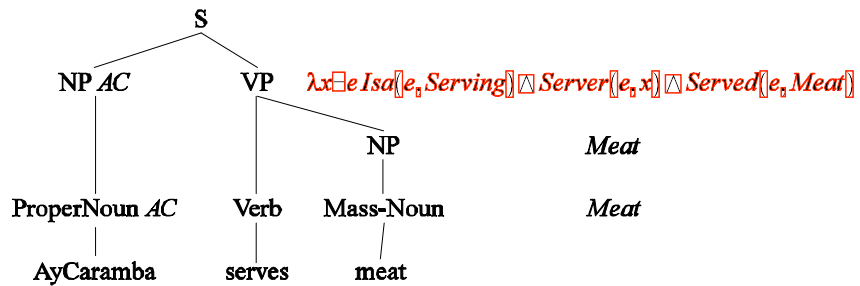 S
NP AC VP λx□e Isa(e,Serving)∧Server(e,x)∧Served(e,Meat)
NP Meat
ProperNoun AC Verb Mass-Noun Meat
AyCaramba serves meat